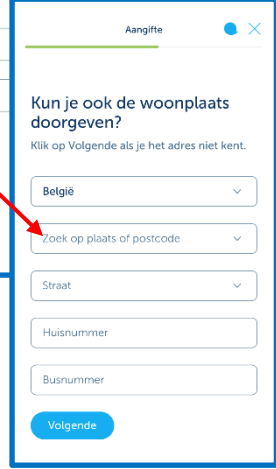 Aangifte
Kun je ook de woonplaats
doorgeven?
Klik op Volgende als je het adres niet kent.
België
Zoek op plaats of postcode
Straat
Huisnummer
Busnummer
Volgende